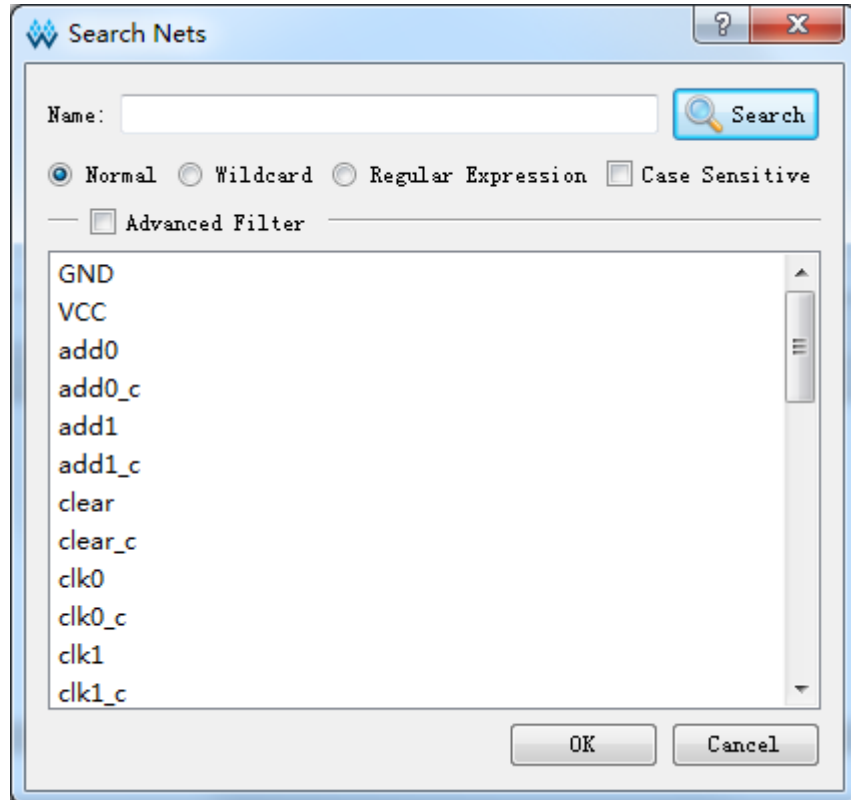 Search Nets
Name: Search
Normal Wildcard Regular Expression Case Sensitive
Advanced Filter
GND
VCC
add0
add0_c
add1
add1_c
clear
clear_c
clk0
clk0_c
clk1
clk1_c
OK Cancel